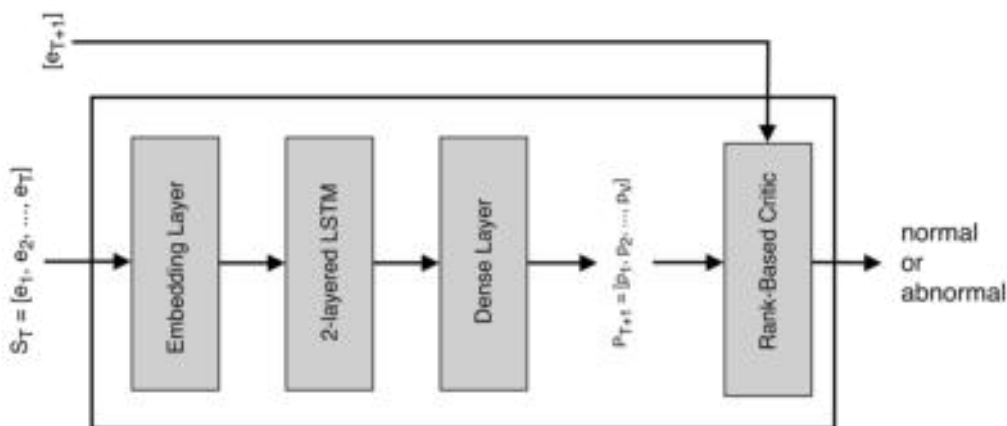 [e_{T+1}]
S_T = [e_1, e_2, ..., e_T]
Embedding Layer
2-layered LSTM
Dense Layer
P_{T+1} = [p_1, p_2, ..., p_V]
Rank-Based Critic
normal
or
abnormal